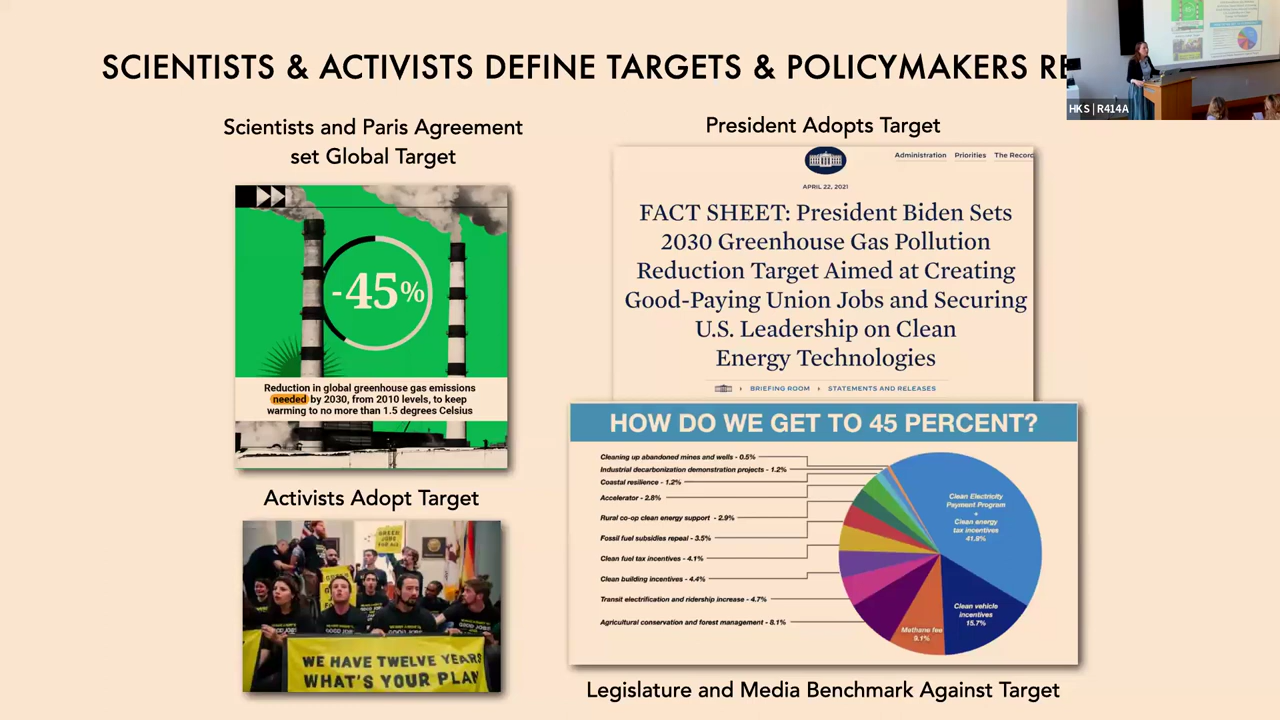 SCIENTISTS & ACTIVISTS DEFINE TARGETS & POLICYMAKERS
HKS | R414A
Scientists and Paris Agreement
set Global Target
-45%
Reduction in global greenhouse gas emissions
needed by 2030, from 2010 levels, to keep
warming to no more than 1.5 degrees Celsius
Activists Adopt Target
GREEN
JOBS
FOR ALL
WE HAVE TWELVE YEARS
WHAT'S YOUR PLAN
President Adopts Target
Administration Priorities The Record
APRIL 22, 2021
FACT SHEET: President Biden Sets
2030 Greenhouse Gas Pollution
Reduction Target Aimed at Creating
Good-Paying Union Jobs and Securing
U.S. Leadership on Clean
Energy Technologies
BRIEFING ROOM STATEMENTS AND RELEASES
HOW DO WE GET TO 45 PERCENT?
Cleaning up abandoned mines and wells - 0.5%
Industrial decarbonization demonstration projects - 1.2%
Coastal resilience - 1.2%
Accelerator - 2.8%
Rural co-op clean energy support - 2.9%
Fossil fuel subsidies repeal - 3.5%
Clean fuel tax incentives - 4.1%
Clean building incentives - 4.4%
Transit electrification and ridership increase - 4.7%
Agricultural conservation and forest management - 8.1%
Clean Electricity
Payment Program
+
Clean energy
tax incentives
41.8%
Clean vehicle
incentives
15.7%
Methane fee
9.1%
Legislature and Media Benchmark Against Target